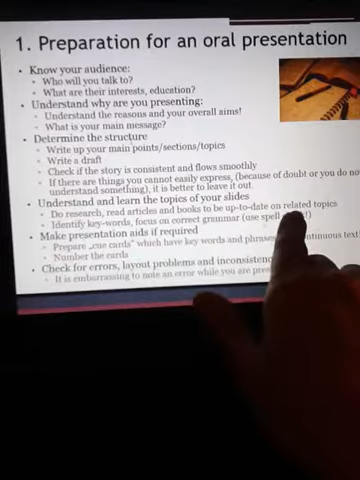 1. Preparation for an oral presentation
• Know your audience:
• Who will you talk to?
• What are their interests, education?
• Understand why are you presenting:
• Understand the reasons and your overall aims!
• What is your main message?
• Determine the structure
• Write up your main points/sections/topics
• Write a draft
• Check if the story is consistent and flows smoothly
• If there are things you cannot easily express, (because of doubt or you do no
understand something), it is better to leave it out.
• Understand and learn the topics of your slides
• Do research, read articles and books to be up-to-date on related topics
• Identify key-words, focus on correct grammar (use spell
• Make presentation aids if required
• Prepare „cue cards" which have key words and phrases
text!
• Number the cards
• Check for errors, layout problems and
• It is embarrassing to note an error while you are